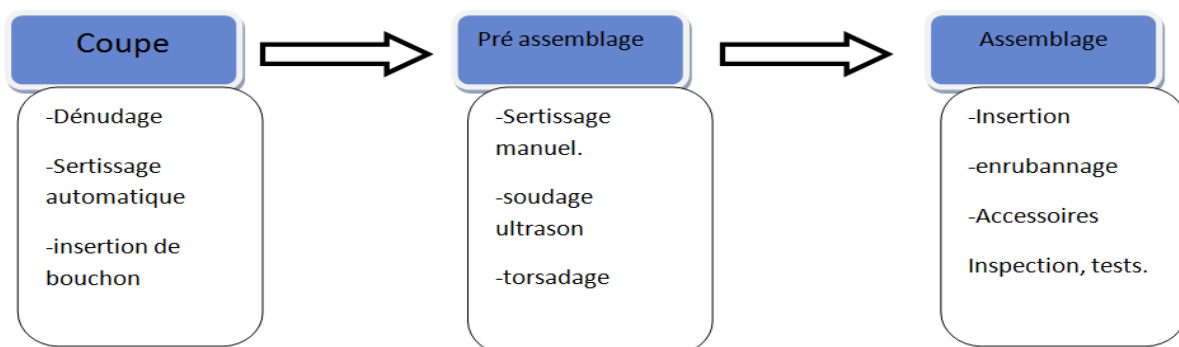 Coupe
-Dénudage
-Sertissage
automatique
-insertion de
bouchon
Pré assemblage
-Sertissage
manuel.
-soudage
ultrason
-torsadage
Assemblage
-Insertion
-enrubannage
-Accessoires
Inspection, tests.